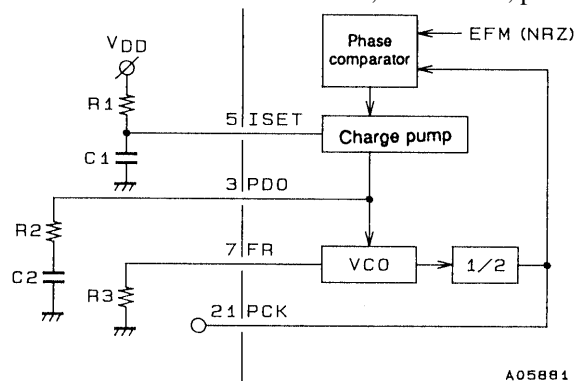 VDD
R1
C1
5 ISET
Phase
comparator
EFM (NRZ)
Charge pump
3 PDO
R2
C2
7 FR
R3
VCO
1/2
21 PCK
A05881